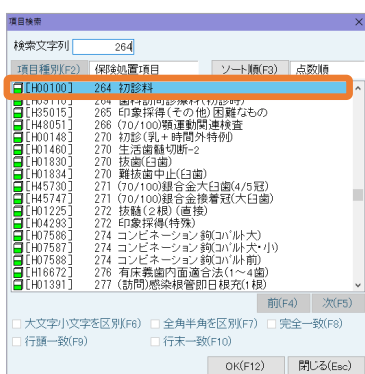 項目検索
検索文字列 264
項目種別(F2) 保険処置項目 ソート順(F3) 点数順
[H00100] 264 初診料
[H05110] 264 歯科訪問診療料(初診時)
[H35015] 265 印象採得(その他)困難なもの
[H48051] 266 (70/100)顎運動関連検査
[H00148] 270 初診(乳+時間外特例)
[H01460] 270 生活歯髄切断-2
[H01830] 270 抜歯(臼歯)
[H01834] 270 難抜歯中止(臼歯)
[H45730] 271 (70/100)銀合金大臼歯(4/5冠)
[H45747] 271 (70/100)銀合金接着冠(大臼歯)
[H01225] 272 抜髄(2根)(直接)
[H04293] 272 印象採得(特殊)
[H07586] 274 コンビネーション鉤(コバルト大)
[H07587] 274 コンビネーション鉤(コバルト大・小)
[H07588] 274 コンビネーション鉤(コバルト前)
[H16672] 276 有床義歯内面適合法(1~4歯)
[H01391] 277 (訪問)感染根管即日根充(1根)
前(F4) 次(F5)
大文字小文字を区別(F6) 全角半角を区別(F7) 完全一致(F8)
行頭一致(F9) 行末一致(F10)
OK(F12) 閉じる(Esc)